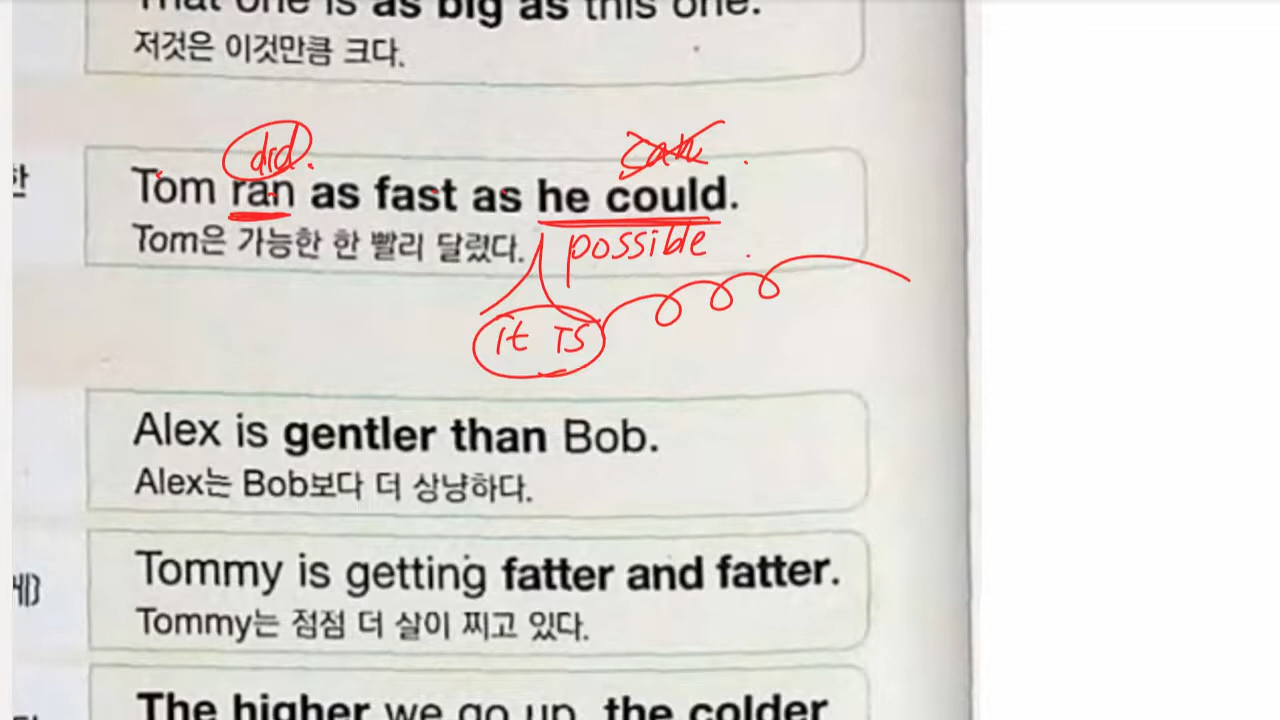 That one is as big as this one.
저것은 이것만큼 크다.
did.
can
한
Tom ran as fast as he could.
possible
Tom은 가능한 한 빨리 달렸다.
it is
Alex is gentler than Bob.
Alex는 Bob보다 더 상냥하다.
Tommy is getting fatter and fatter.
Tommy는 점점 더 살이 찌고 있다.
The higher we go up, the colder